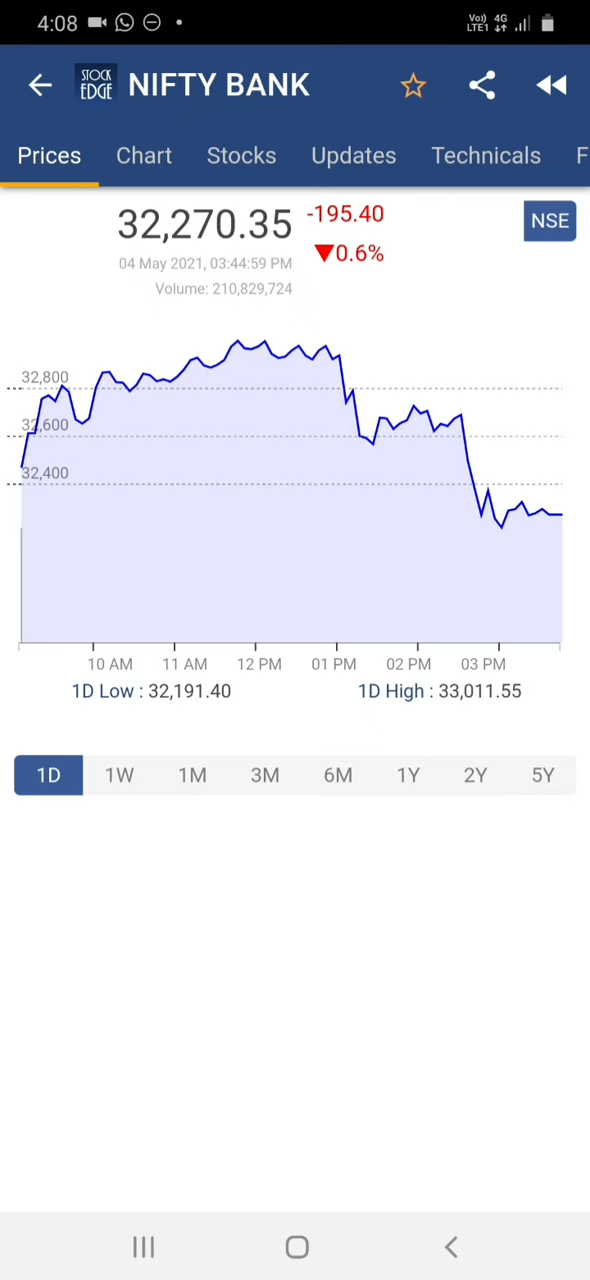 4:08 Vo)) 4G LTE1
STOCK EDGE NIFTY BANK
Prices Chart Stocks Updates Technicals F
32,270.35 -195.40 NSE
▼0.6%
04 May 2021, 03:44:59 PM
Volume: 210,829,724
32,800
32,600
32,400
10 AM 11 AM 12 PM 01 PM 02 PM 03 PM
1D Low : 32,191.40 1D High : 33,011.55
1D 1W 1M 3M 6M 1Y 2Y 5Y